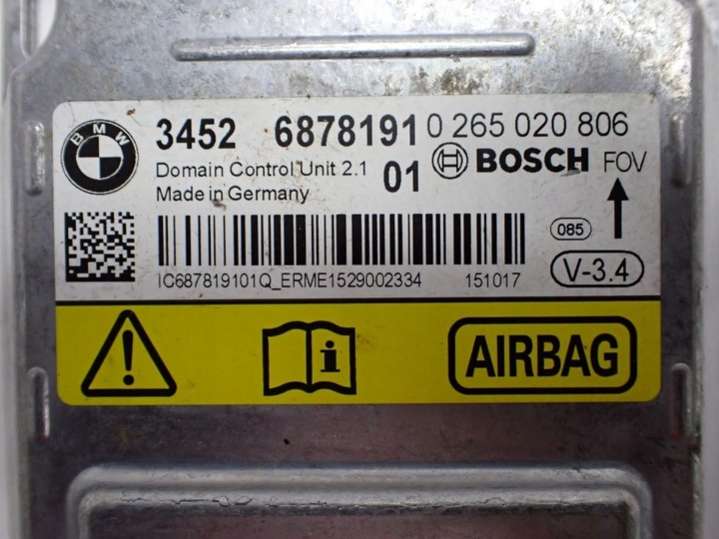 BMW
3452 6878191 0 265 020 806
Domain Control Unit 2.1 01 BOSCH FOV
Made in Germany
085
V-3.4
IC687819101Q_ERME1529002334 151017
AIRBAG